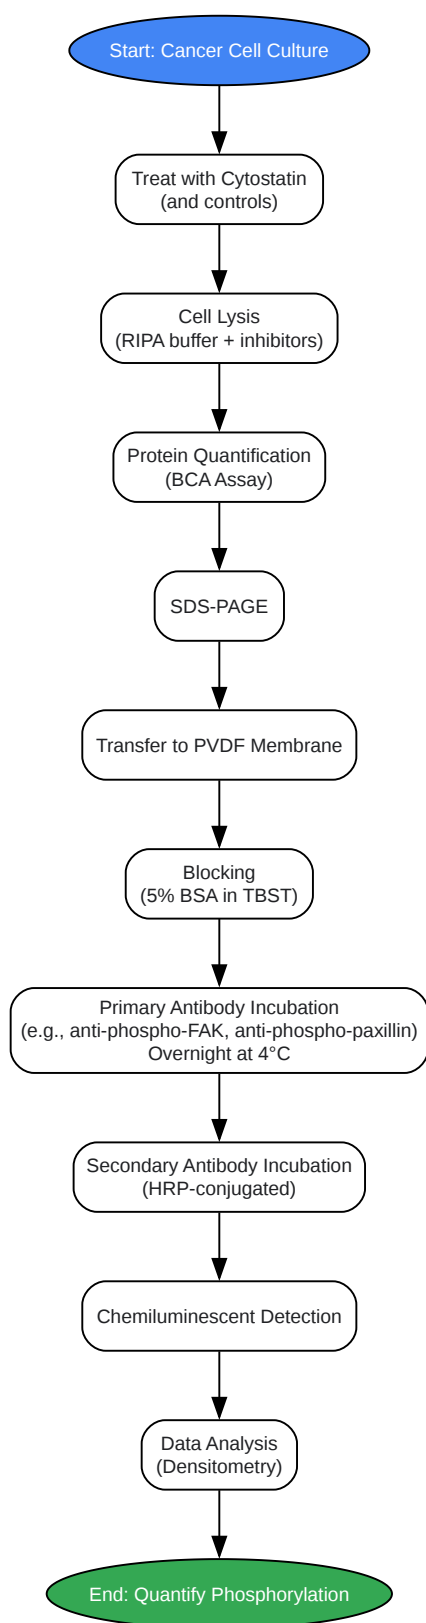 Start: Cancer Cell Culture
Treat with Cytostatin
(and controls)
Cell Lysis
(RIPA buffer + inhibitors)
Protein Quantification
(BCA Assay)
SDS-PAGE
Transfer to PVDF Membrane
Blocking
(5% BSA in TBST)
Primary Antibody Incubation
(e.g., anti-phospho-FAK, anti-phospho-paxillin)
Overnight at 4°C
Secondary Antibody Incubation
(HRP-conjugated)
Chemiluminescent Detection
Data Analysis
(Densitometry)
End: Quantify Phosphorylation